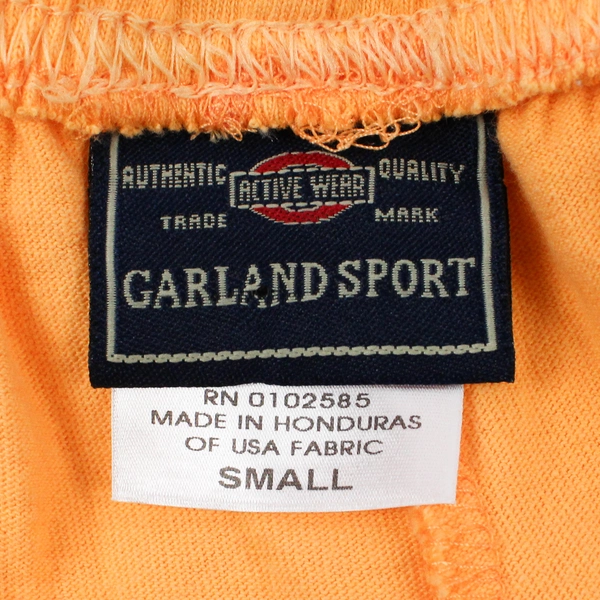 AUTHENTIC ACTIVE WEAR QUALITY
TRADE MARK
GARLAND SPORT
RN 0102585
MADE IN HONDURAS
OF USA FABRIC
SMALL